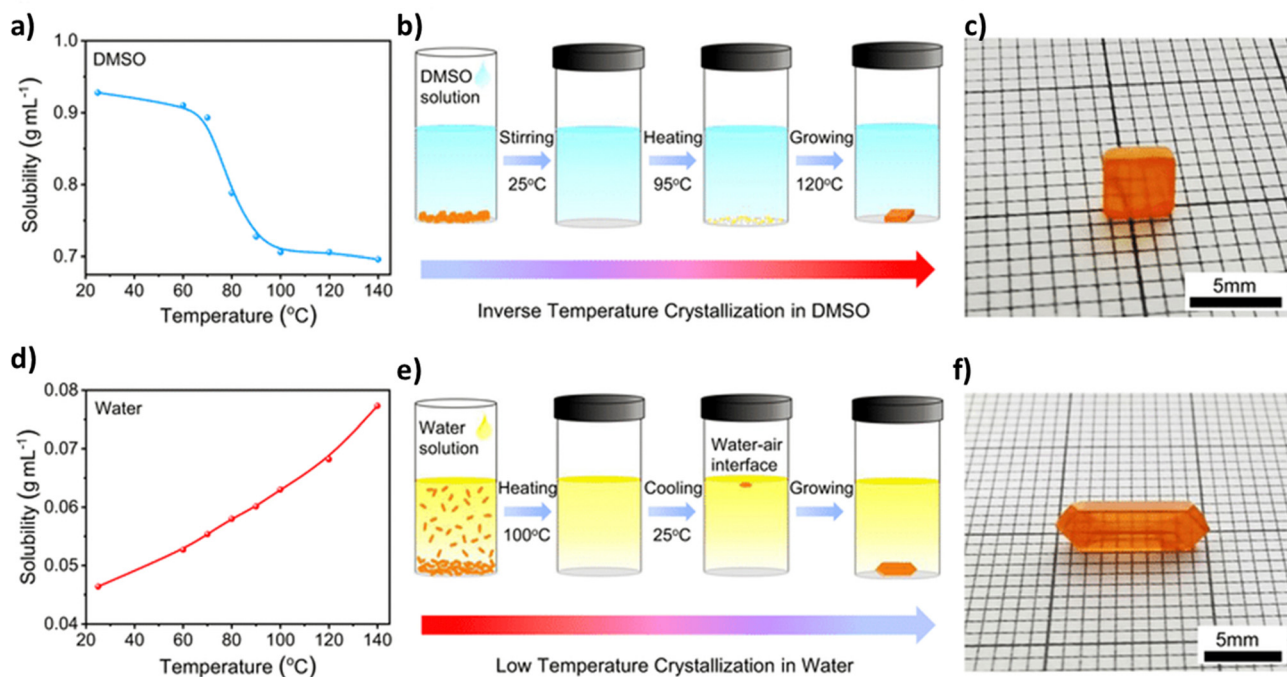 a)
1.0
0.9
0.8
0.7
0.6
Solubility (g mL⁻¹)
DMSO
20 40 60 80 100 120 140
Temperature (°C)
b)
DMSO
solution
Stirring
25°C
Heating
95°C
Growing
120°C
Inverse Temperature Crystallization in DMSO
c)
5mm
d)
0.08
0.07
0.06
0.05
0.04
Solubility (g mL⁻¹)
Water
20 40 60 80 100 120 140
Temperature (°C)
e)
Water
solution
Heating
100°C
Cooling
25°C
Water-air
interface
Growing
Low Temperature Crystallization in Water
f)
5mm